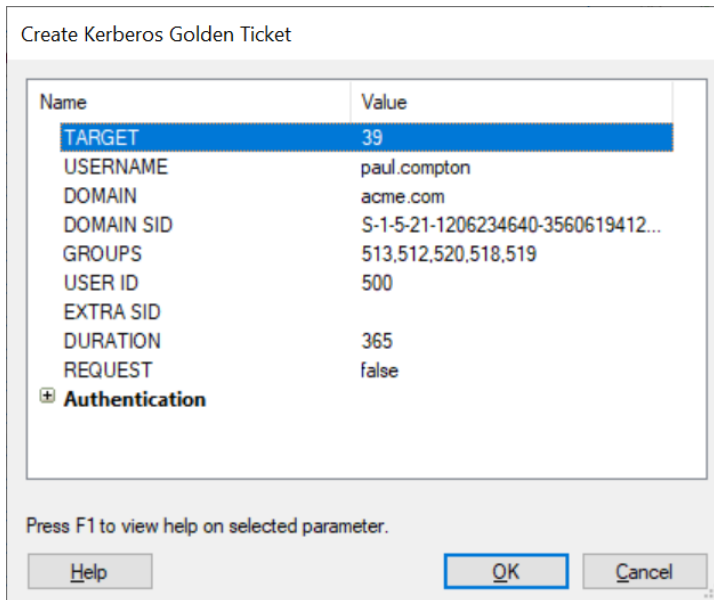 Create Kerberos Golden Ticket
Name Value
TARGET 39
USERNAME paul.compton
DOMAIN acme.com
DOMAIN SID S-1-5-21-1206234640-3560619412...
GROUPS 513,512,520,518,519
USER ID 500
EXTRA SID
DURATION 365
REQUEST false
Authentication
Press F1 to view help on selected parameter.
Help OK Cancel